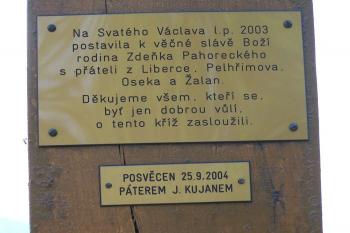 Na Svatého Václava l.p. 2003
postavila k věčné slávě Boží
rodina Zdeňka Pahoreckého
s přáteli z Liberce, Pelhřimova,
Oseka a Žalan.
Děkujeme všem, kteří se,
byť jen dobrou vůlí,
o tento kříž zasloužili.
POSVĚCEN 25.9.2004
PÁTEREM J. KUJANEM